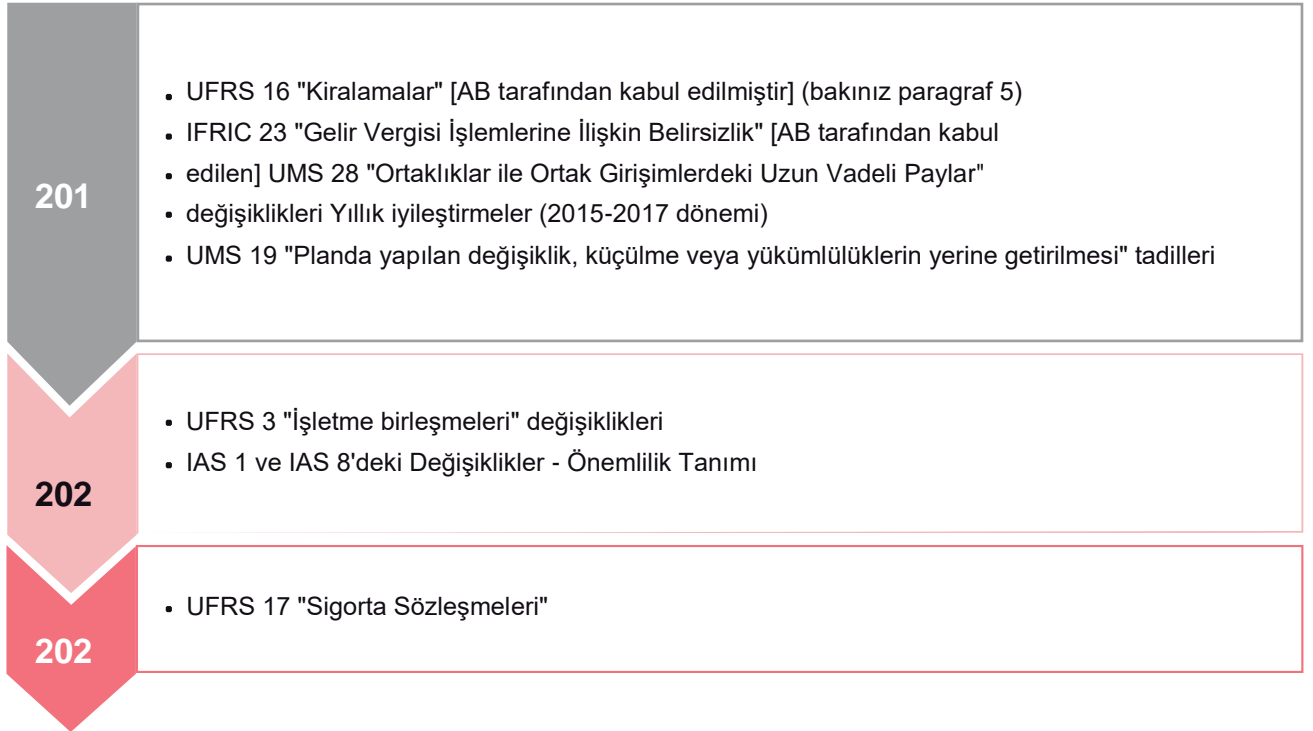 201
• UFRS 16 "Kiralamalar" [AB tarafından kabul edilmiştir] (bakınız paragraf 5)
• IFRIC 23 "Gelir Vergisi İşlemlerine İlişkin Belirsizlik" [AB tarafından kabul
• edilen] UMS 28 "Ortaklıklar ile Ortak Girişimlerdeki Uzun Vadeli Paylar"
• değişiklikleri Yıllık iyileştirmeler (2015-2017 dönemi)
• UMS 19 "Planda yapılan değişiklik, küçülme veya yükümlülüklerin yerine getirilmesi" tadilleri
202
• UFRS 3 "İşletme birleşmeleri" değişiklikleri
• IAS 1 ve IAS 8'deki Değişiklikler - Önemlilik Tanımı
202
• UFRS 17 "Sigorta Sözleşmeleri"